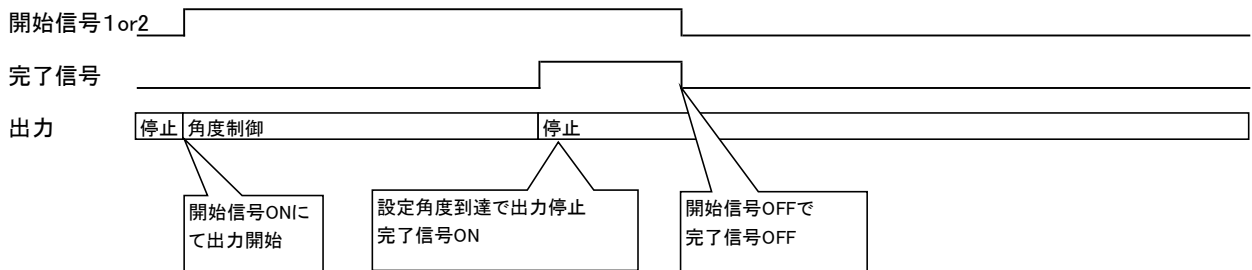 開始信号1or2
完了信号
出力
停止
角度制御
停止
開始信号ONに
て出力開始
設定角度到達で出力停止
完了信号ON
開始信号OFFで
完了信号OFF